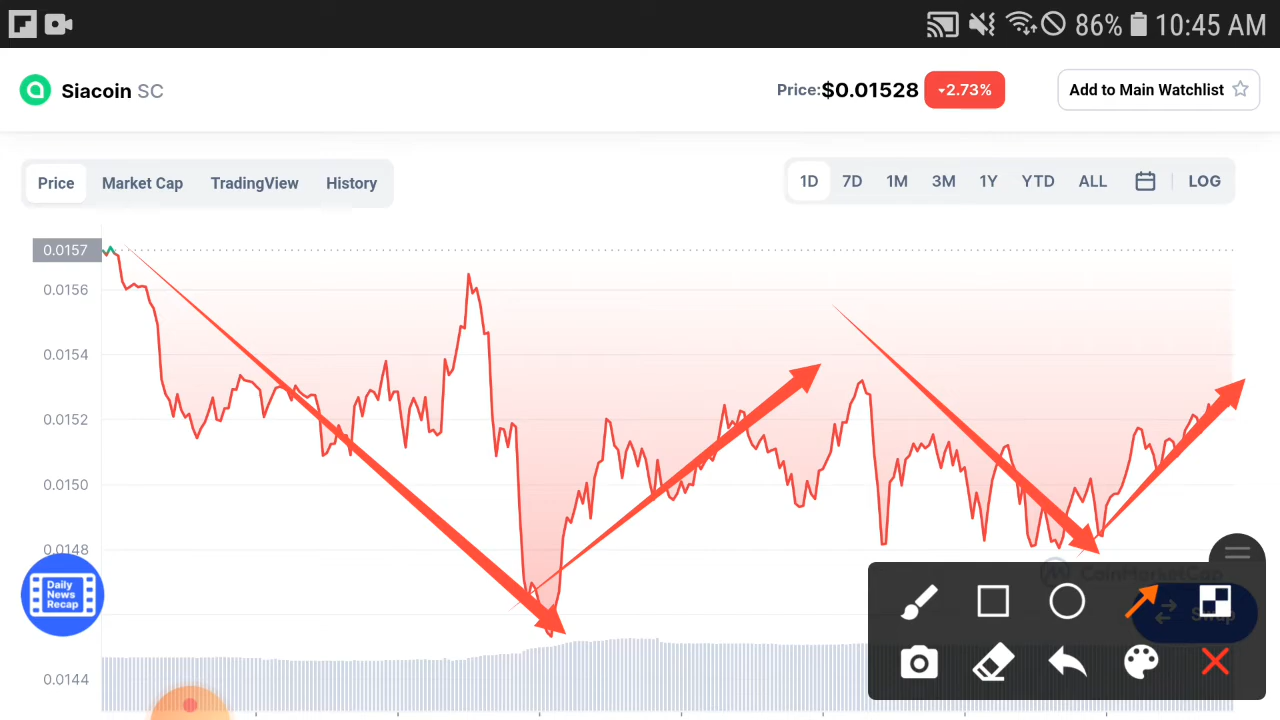 86% 10:45 AM
Siacoin SC
Price: $0.01528 2.73%
Add to Main Watchlist
Price Market Cap TradingView History
1D 7D 1M 3M 1Y YTD ALL LOG
0.0157
0.0156
0.0154
0.0152
0.0150
0.0148
0.0144
Daily
News
Recap
CoinMarketCap
Swap